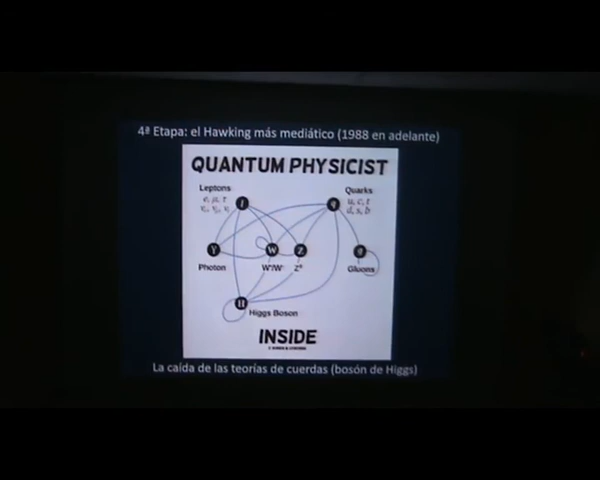 4ª Etapa: el Hawking más mediático (1988 en adelante)
QUANTUM PHYSICIST
Leptons
Quarks
e, μ, τ
u, c, t
d, s, b
l
q
γ
W
Z
g
Photon
W⁺/W⁻
Z⁰
Gluons
H
Higgs Boson
INSIDE
La caída de las teorías de cuerdas (bosón de Higgs)